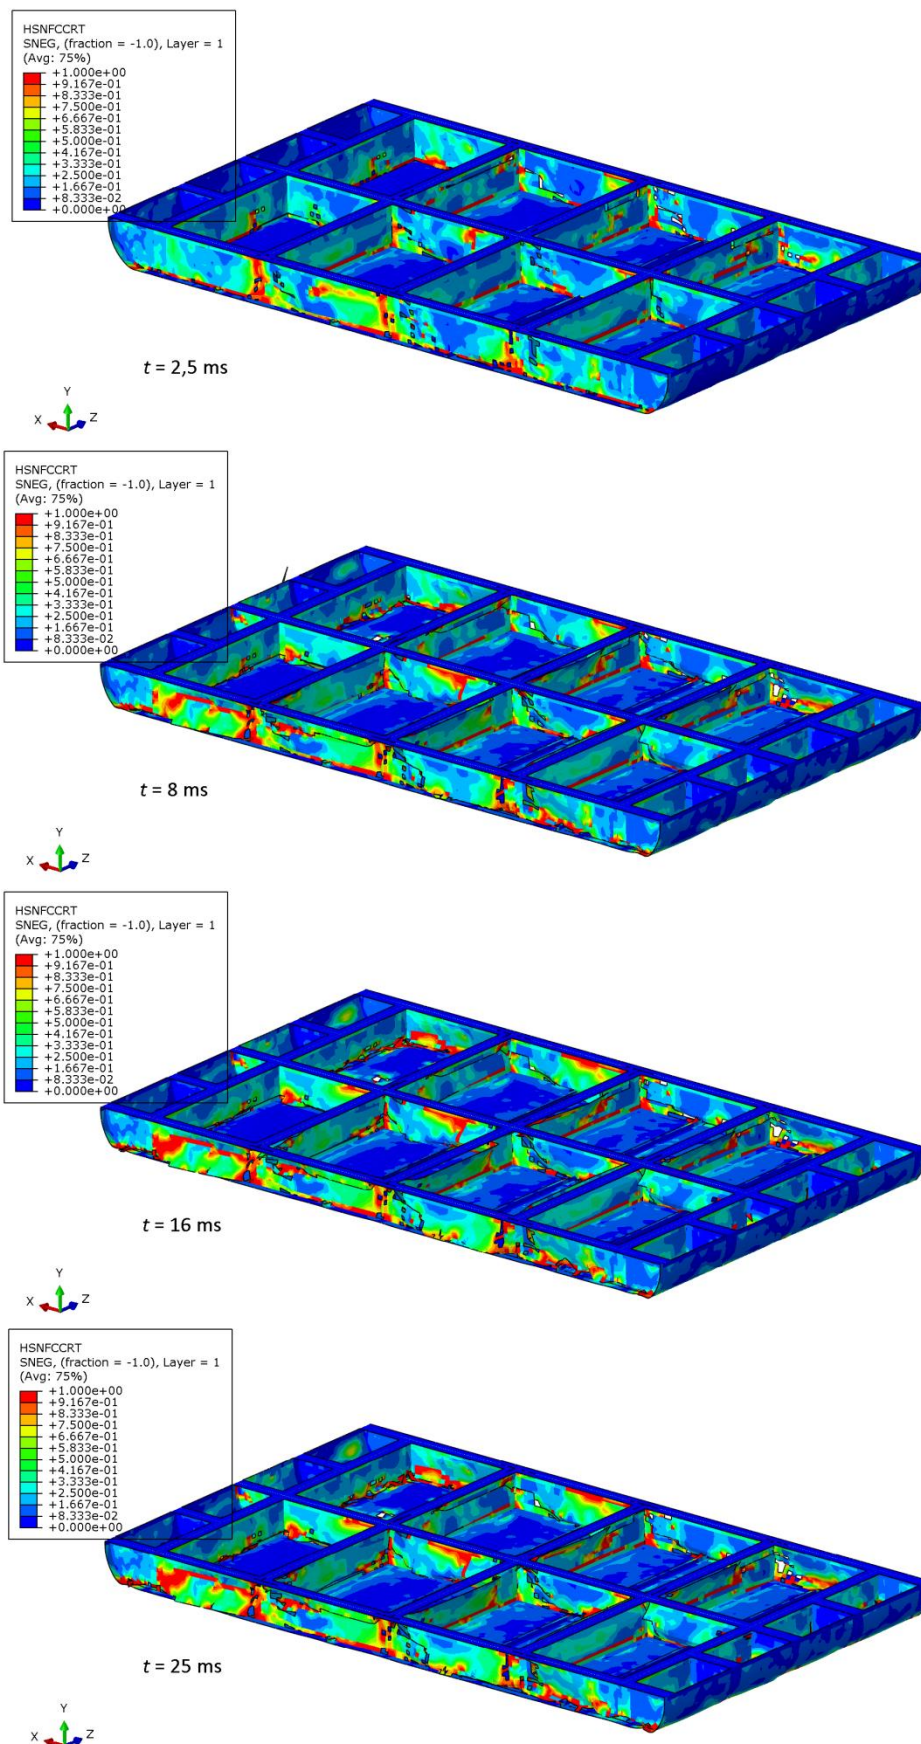 HSNFCCRT
SNEG, (fraction = -1.0), Layer = 1
(Avg: 75%)
+1.000e+00
+9.167e-01
+8.333e-01
+7.500e-01
+6.667e-01
+5.833e-01
+5.000e-01
+4.167e-01
+3.333e-01
+2.500e-01
+1.667e-01
+8.333e-02
+0.000e+00
t = 2,5 ms
Y
X
Z
HSNFCCRT
SNEG, (fraction = -1.0), Layer = 1
(Avg: 75%)
+1.000e+00
+9.167e-01
+8.333e-01
+7.500e-01
+6.667e-01
+5.833e-01
+5.000e-01
+4.167e-01
+3.333e-01
+2.500e-01
+1.667e-01
+8.333e-02
+0.000e+00
t = 8 ms
Y
X
Z
HSNFCCRT
SNEG, (fraction = -1.0), Layer = 1
(Avg: 75%)
+1.000e+00
+9.167e-01
+8.333e-01
+7.500e-01
+6.667e-01
+5.833e-01
+5.000e-01
+4.167e-01
+3.333e-01
+2.500e-01
+1.667e-01
+8.333e-02
+0.000e+00
t = 16 ms
Y
X
Z
HSNFCCRT
SNEG, (fraction = -1.0), Layer = 1
(Avg: 75%)
+1.000e+00
+9.167e-01
+8.333e-01
+7.500e-01
+6.667e-01
+5.833e-01
+5.000e-01
+4.167e-01
+3.333e-01
+2.500e-01
+1.667e-01
+8.333e-02
+0.000e+00
t = 25 ms
Y
X
Z